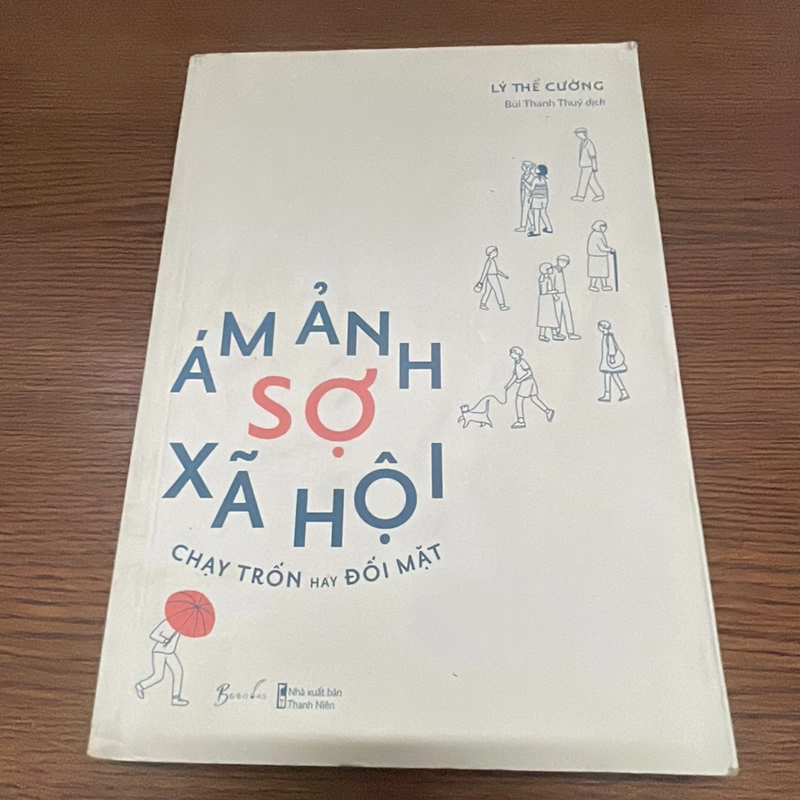 LÝ THẾ CƯỜNG
Bùi Thanh Thuý dịch
ÁM ẢNH
SỢ
XÃ HỘI
CHẠY TRỐN HAY ĐỐI MẶT
Nhà xuất bản
Thanh Niên